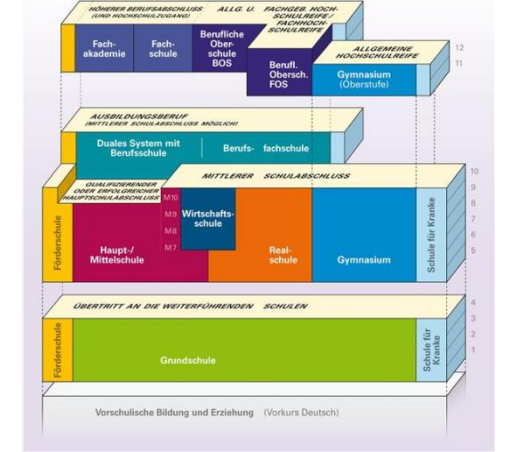 HÖHERER BERUFSABSCHLUSS
(UND HOCHSCHULZUGANG)
ALLG. U. FACHGEB. HOCH-
SCHULREIFE /
FACHHOCH-
SCHULREIFE
Fach-
akademie
Fach-
schule
Berufliche
Ober-
schule
BOS
Berufl.
Obersch.
FOS
ALLGEMEINE
HOCHSCHULREIFE
Gymnasium
(Oberstufe)
12
11
AUSBILDUNGSBERUF
(MITTLERER SCHULABSCHLUSS MÖGLICH)
Duales System mit
Berufsschule
Berufs- fachschule
MITTLERER SCHULABSCHLUSS
QUALIFIZIERENDER
ODER ERFOLGREICHER
HAUPTSCHULABSCHLUSS
Förderschule
Haupt-/
Mittelschule
M10
M9
M8
M7
Wirtschafts-
schule
Real-
schule
Gymnasium
Schule für Kranke
10
9
8
7
6
5
ÜBERTRITT AN DIE WEITERFÜHRENDEN SCHULEN
Förderschule
Grundschule
Schule für
Kranke
4
3
2
1
Vorschulische Bildung und Erziehung (Vorkurs Deutsch)